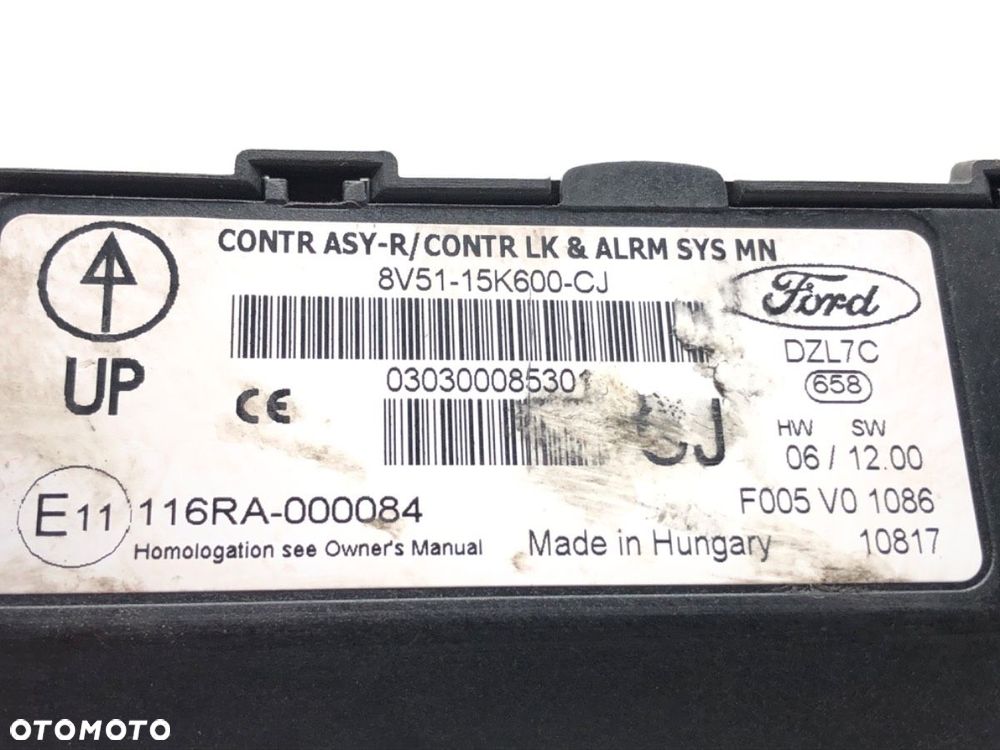 CONTR ASY-R/CONTR LK & ALRM SYS MN
8V51-15K600-CJ
Ford
UP
DZL7C
658
030300085301
CE
CJ
HW SW
06 / 12.00
E11 116RA-000084
F005 V0 1086
Homologation see Owner's Manual
Made in Hungary
10817
OTOMOTO